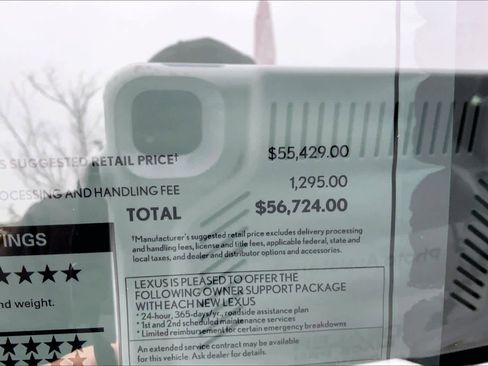 SUGGESTED RETAIL PRICE† $55,429.00
PROCESSING AND HANDLING FEE 1,295.00
TOTAL $56,724.00
†Manufacturer's suggested retail price excludes delivery processing
and handling fees, license and title fees, applicable federal, state and
local taxes, and dealer and distributor options and accessories.
INGS
★★★★
nd weight.
LEXUS IS PLEASED TO OFFER THE
FOLLOWING OWNER SUPPORT PACKAGE
WITH EACH NEW LEXUS
* 24-hour, 365-days/yr. roadside assistance plan
* 1st and 2nd scheduled maintenance services
* Limited reimbursement for certain emergency breakdowns
An extended service contract may be available
for this vehicle. Ask dealer for details.
★★★★